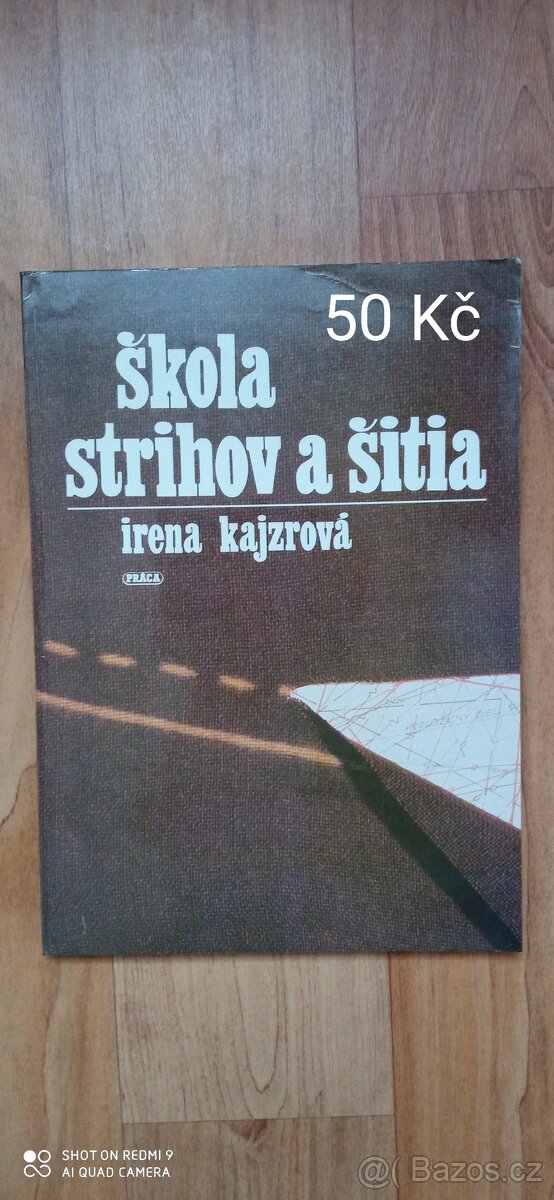 50 Kč
škola
strihov a šitia
irena kajzrová
PRÁCA
SHOT ON REDMI 9
AI QUAD CAMERA
@ Bazos.cz